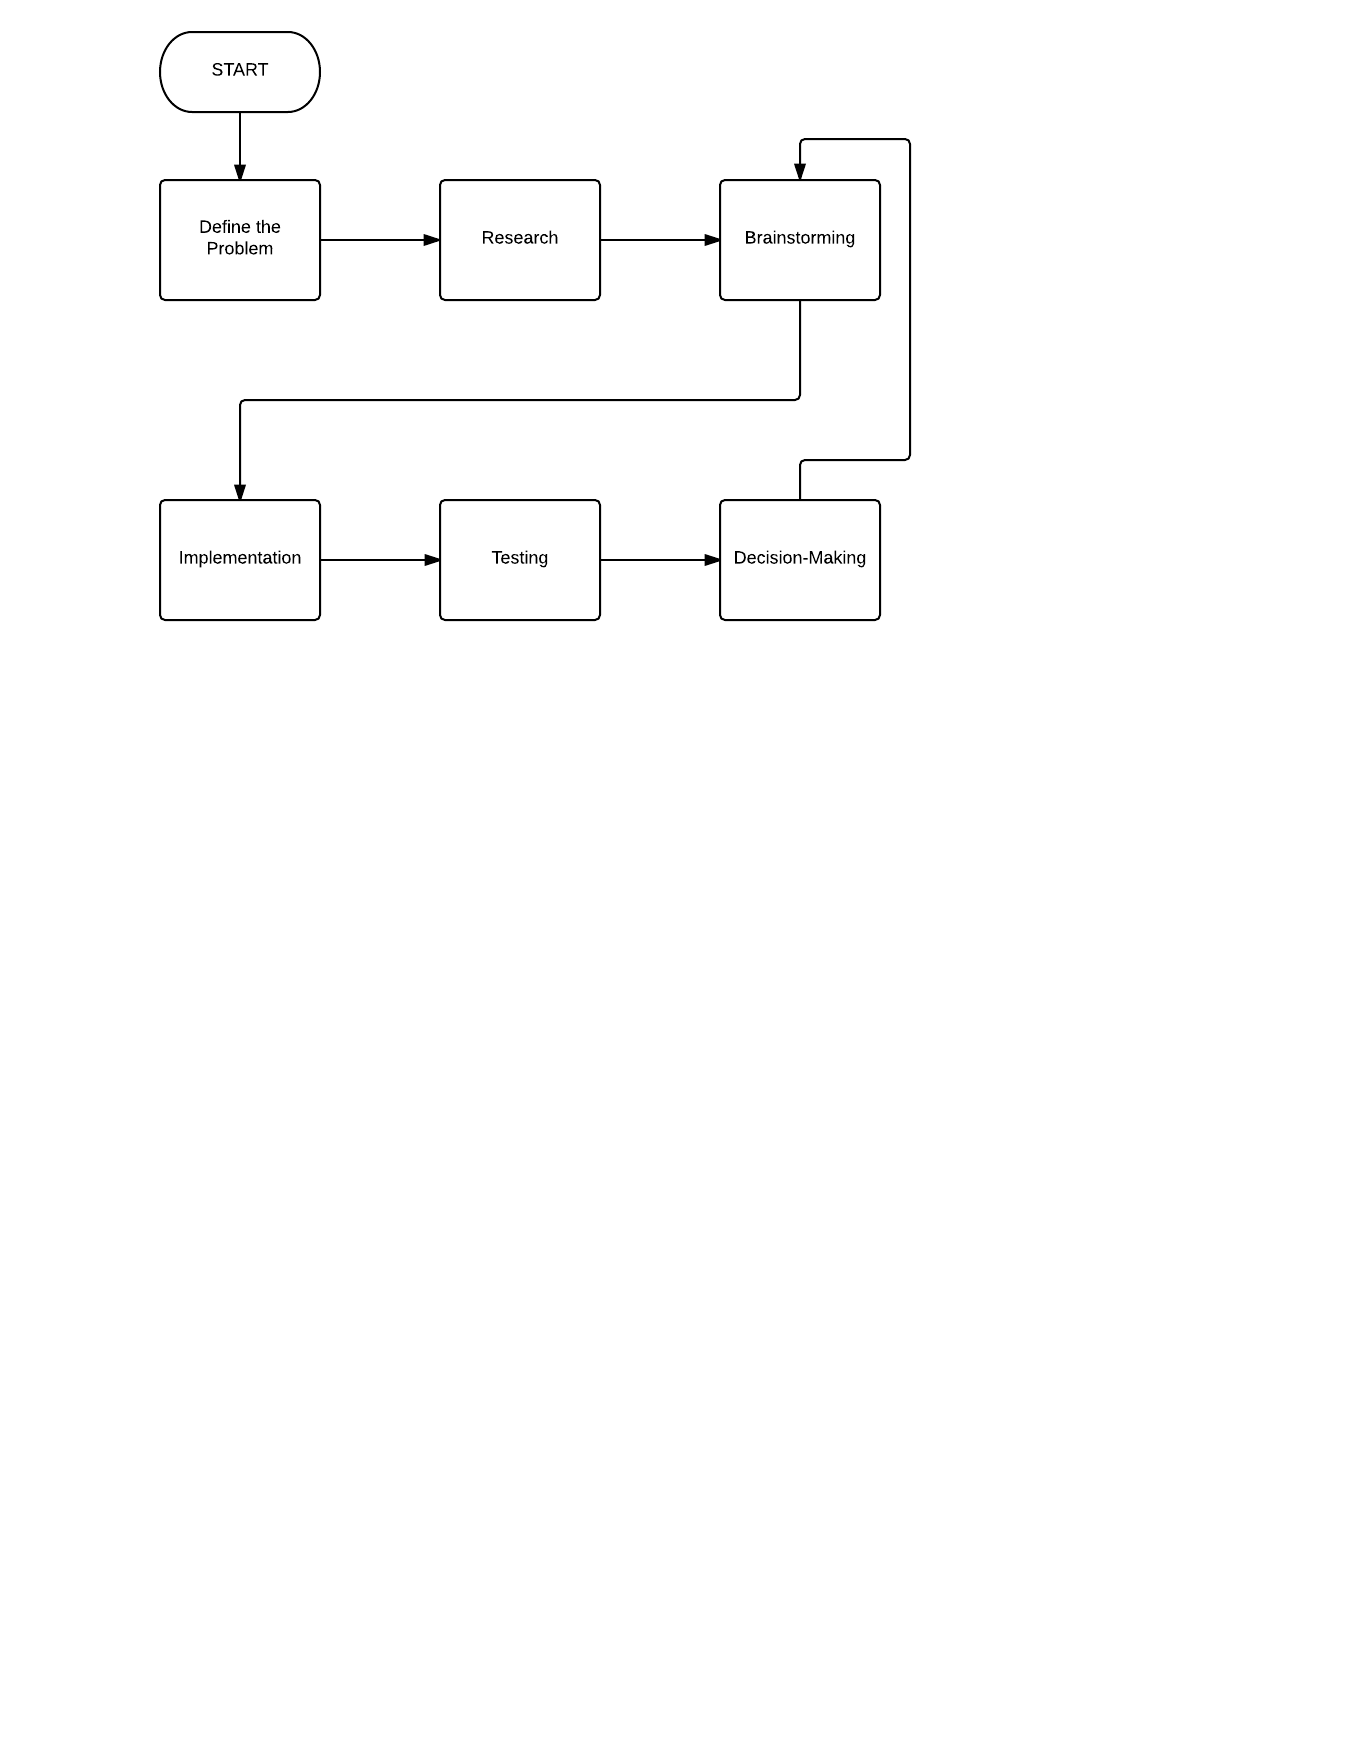 START
Define the
Problem
Research
Brainstorming
Implementation
Testing
Decision-Making